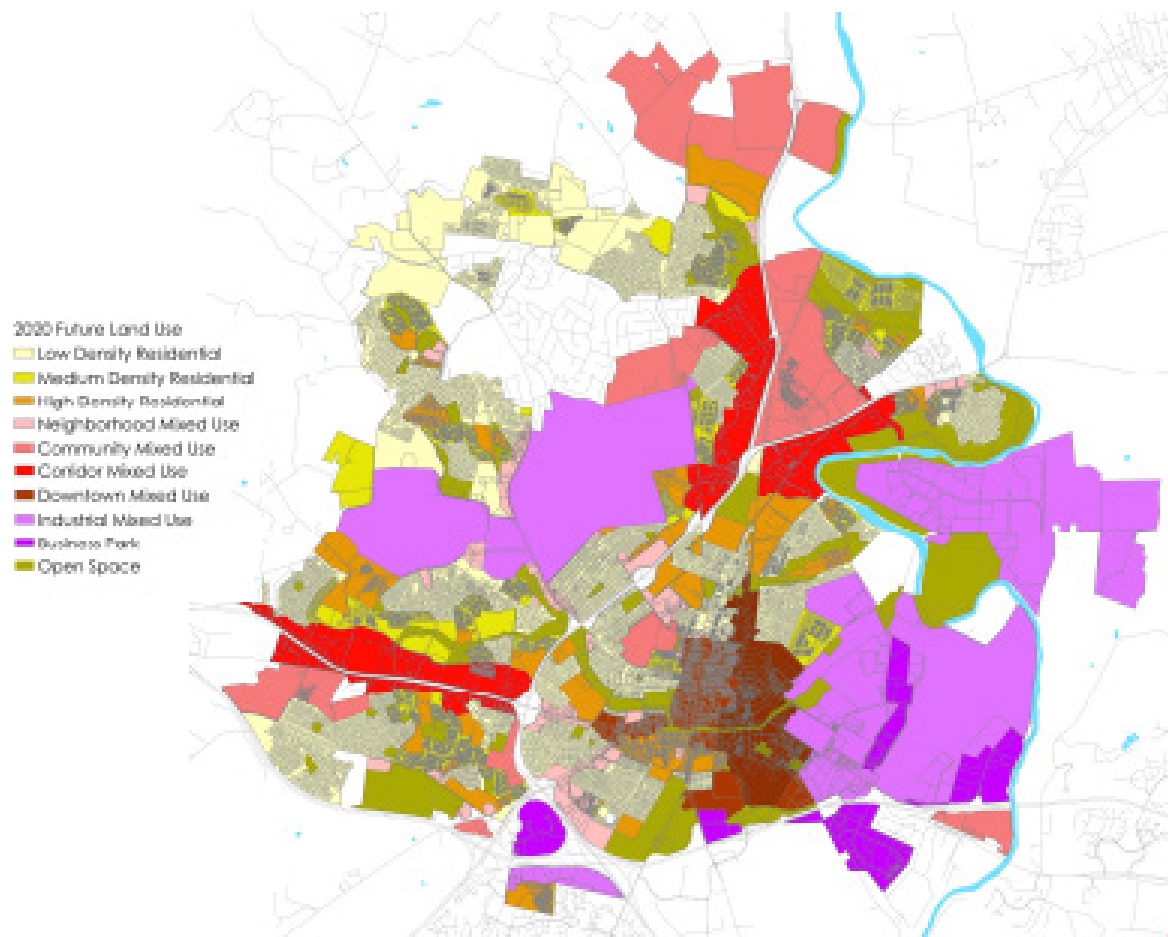 2020 Future Land Use
Low Density Residential
Medium Density Residential
High Density Residential
Neighborhood Mixed Use
Community Mixed Use
Corridor Mixed Use
Downtown Mixed Use
Industrial Mixed Use
Business Park
Open Space